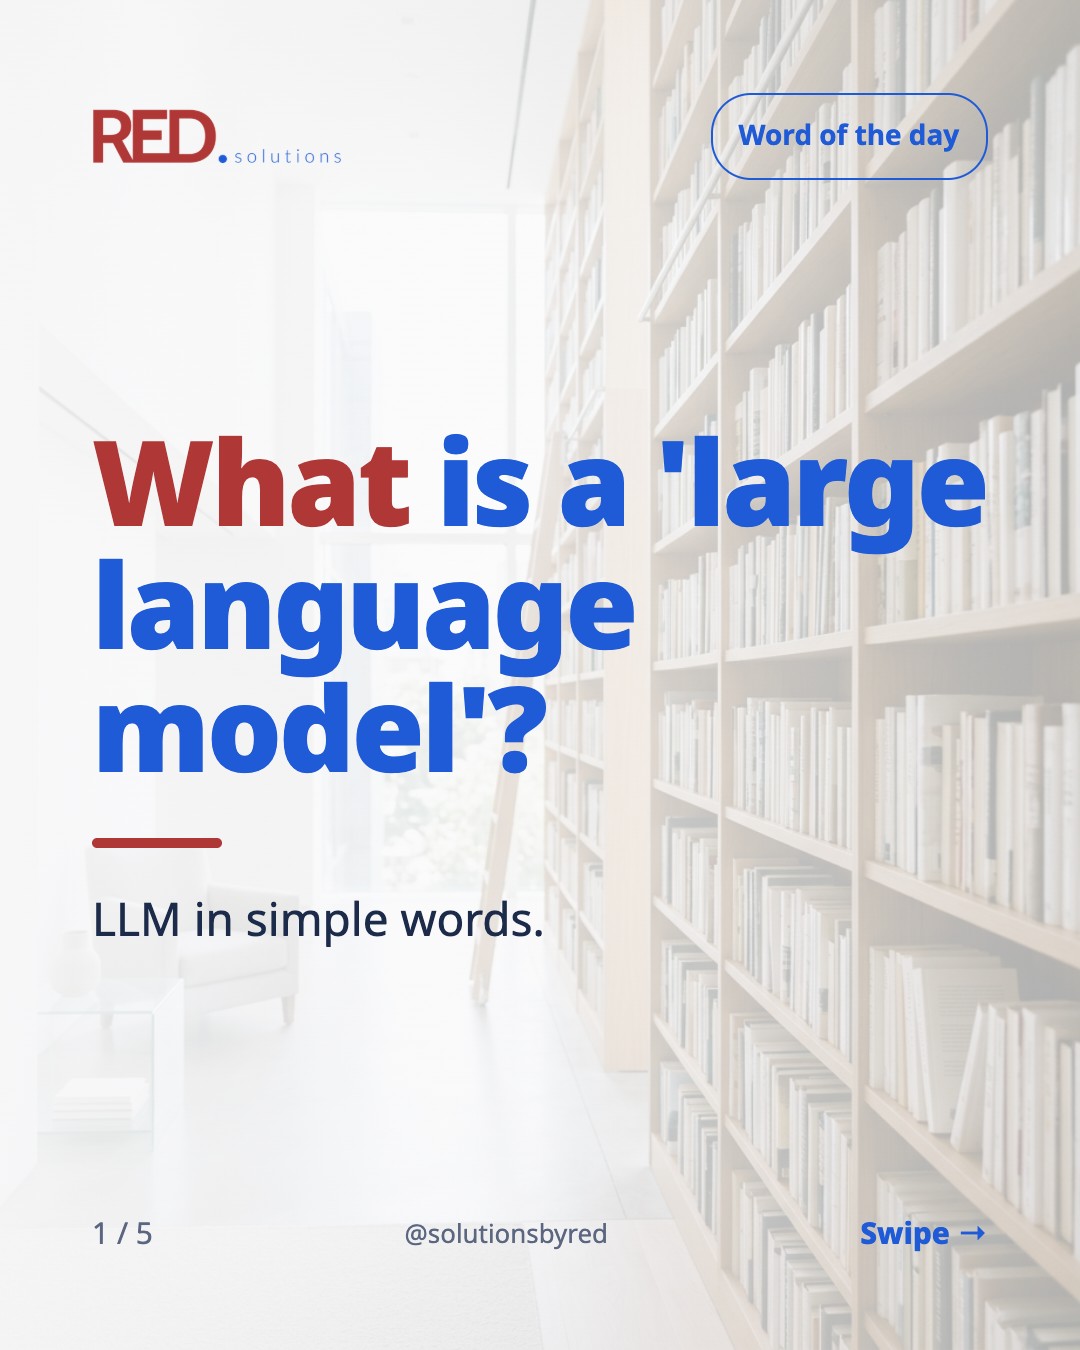 RED.solutions
Word of the day
What is a 'large
language
model'?
LLM in simple words.
1 / 5
@solutionsbyred
Swipe →